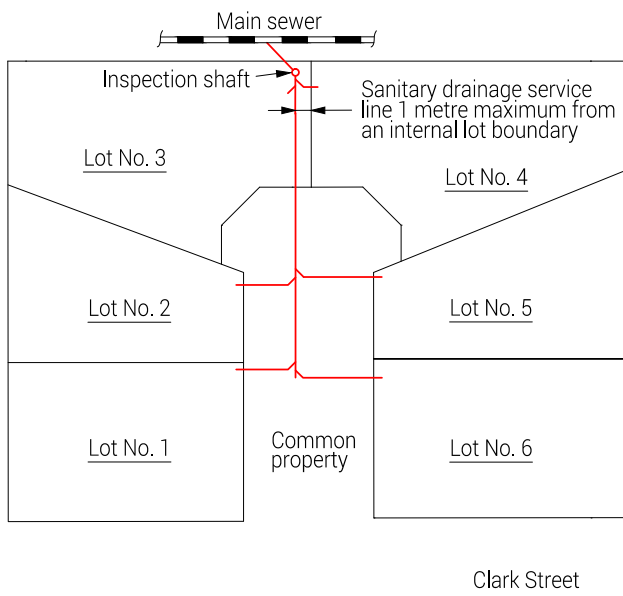 Main sewer
Inspection shaft
Sanitary drainage service
line 1 metre maximum from
an internal lot boundary
Lot No. 3
Lot No. 4
Lot No. 2
Lot No. 5
Lot No. 1
Common
property
Lot No. 6
Clark Street